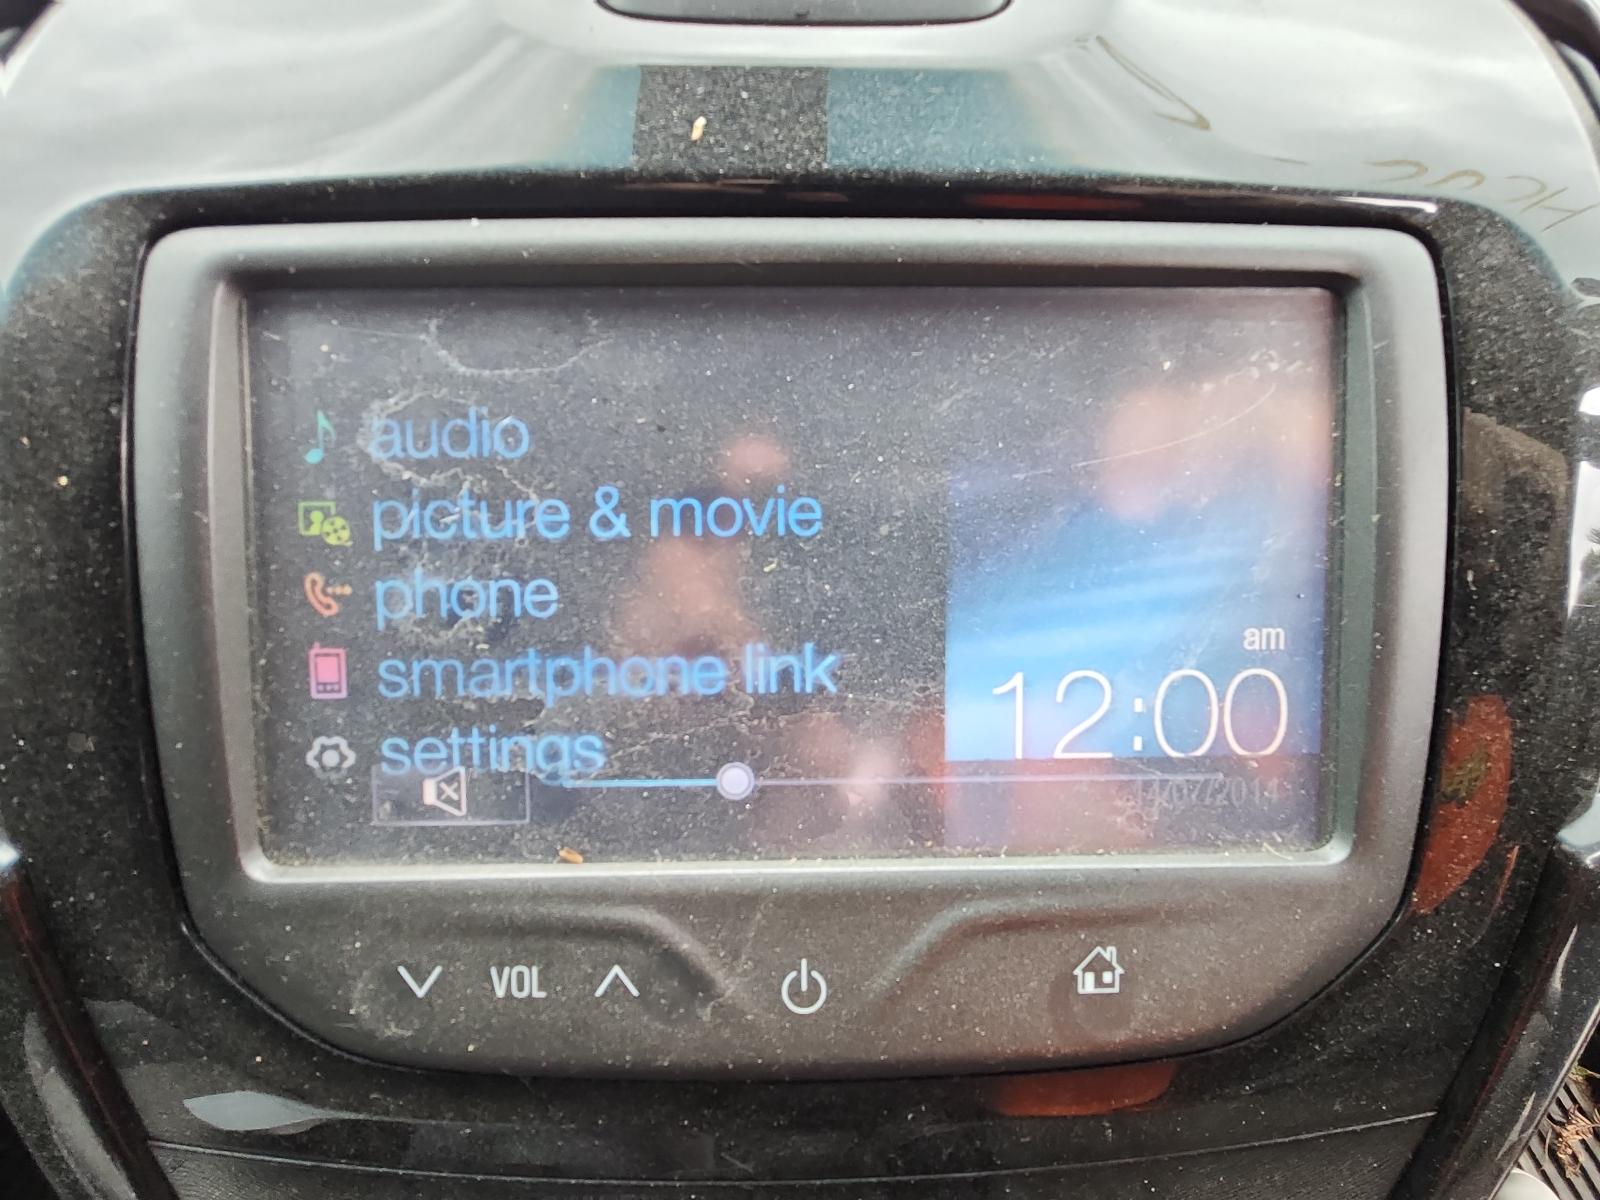 audio
picture & movie
phone
smartphone link
settings
am
12:00
VOL